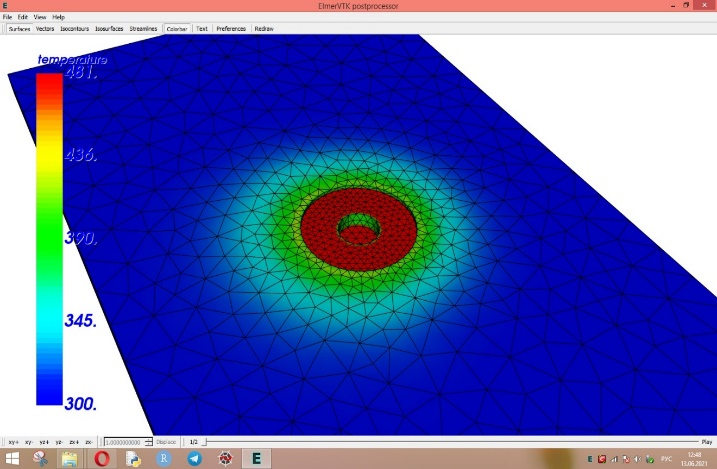 ElmerVTK postprocessor
File Edit View Help
Surfaces Vectors Isocontours Isosurfaces Streamlines Colorbar Text Preferences Redraw
temperature
481.
436.
390.
345.
300.
xy+ xy- yz+ yz- zx+ zx- 1.0000000000 Displace 1/2 Play
E РУС 12:48
13.06.2021